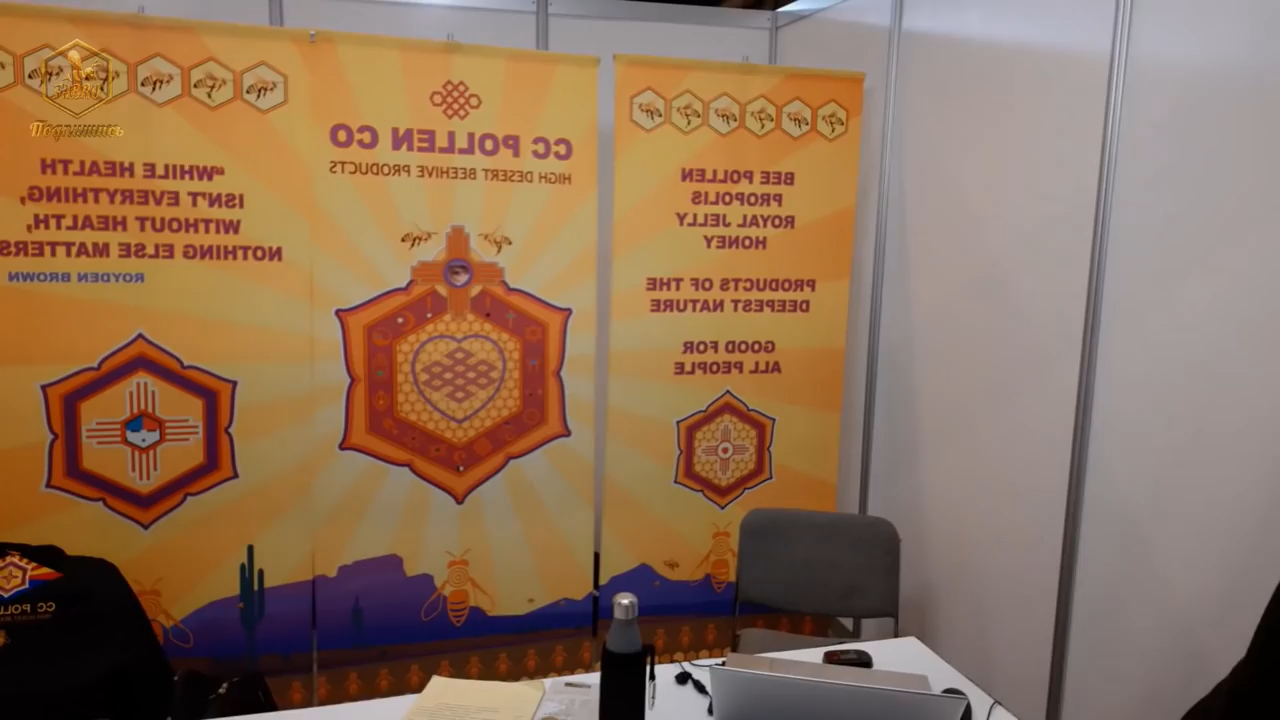 Подпишись
"WHILE HEALTH
ISN'T EVERYTHING,
WITHOUT HEALTH,
NOTHING ELSE MATTERS
ROYDEN BROWN
CC POLLEN CO
HIGH DESERT BEEHIVE PRODUCTS
BEE POLLEN
PROPOLIS
ROYAL JELLY
HONEY
PRODUCTS OF THE
DEEPEST NATURE
GOOD FOR
ALL PEOPLE
CC POLL